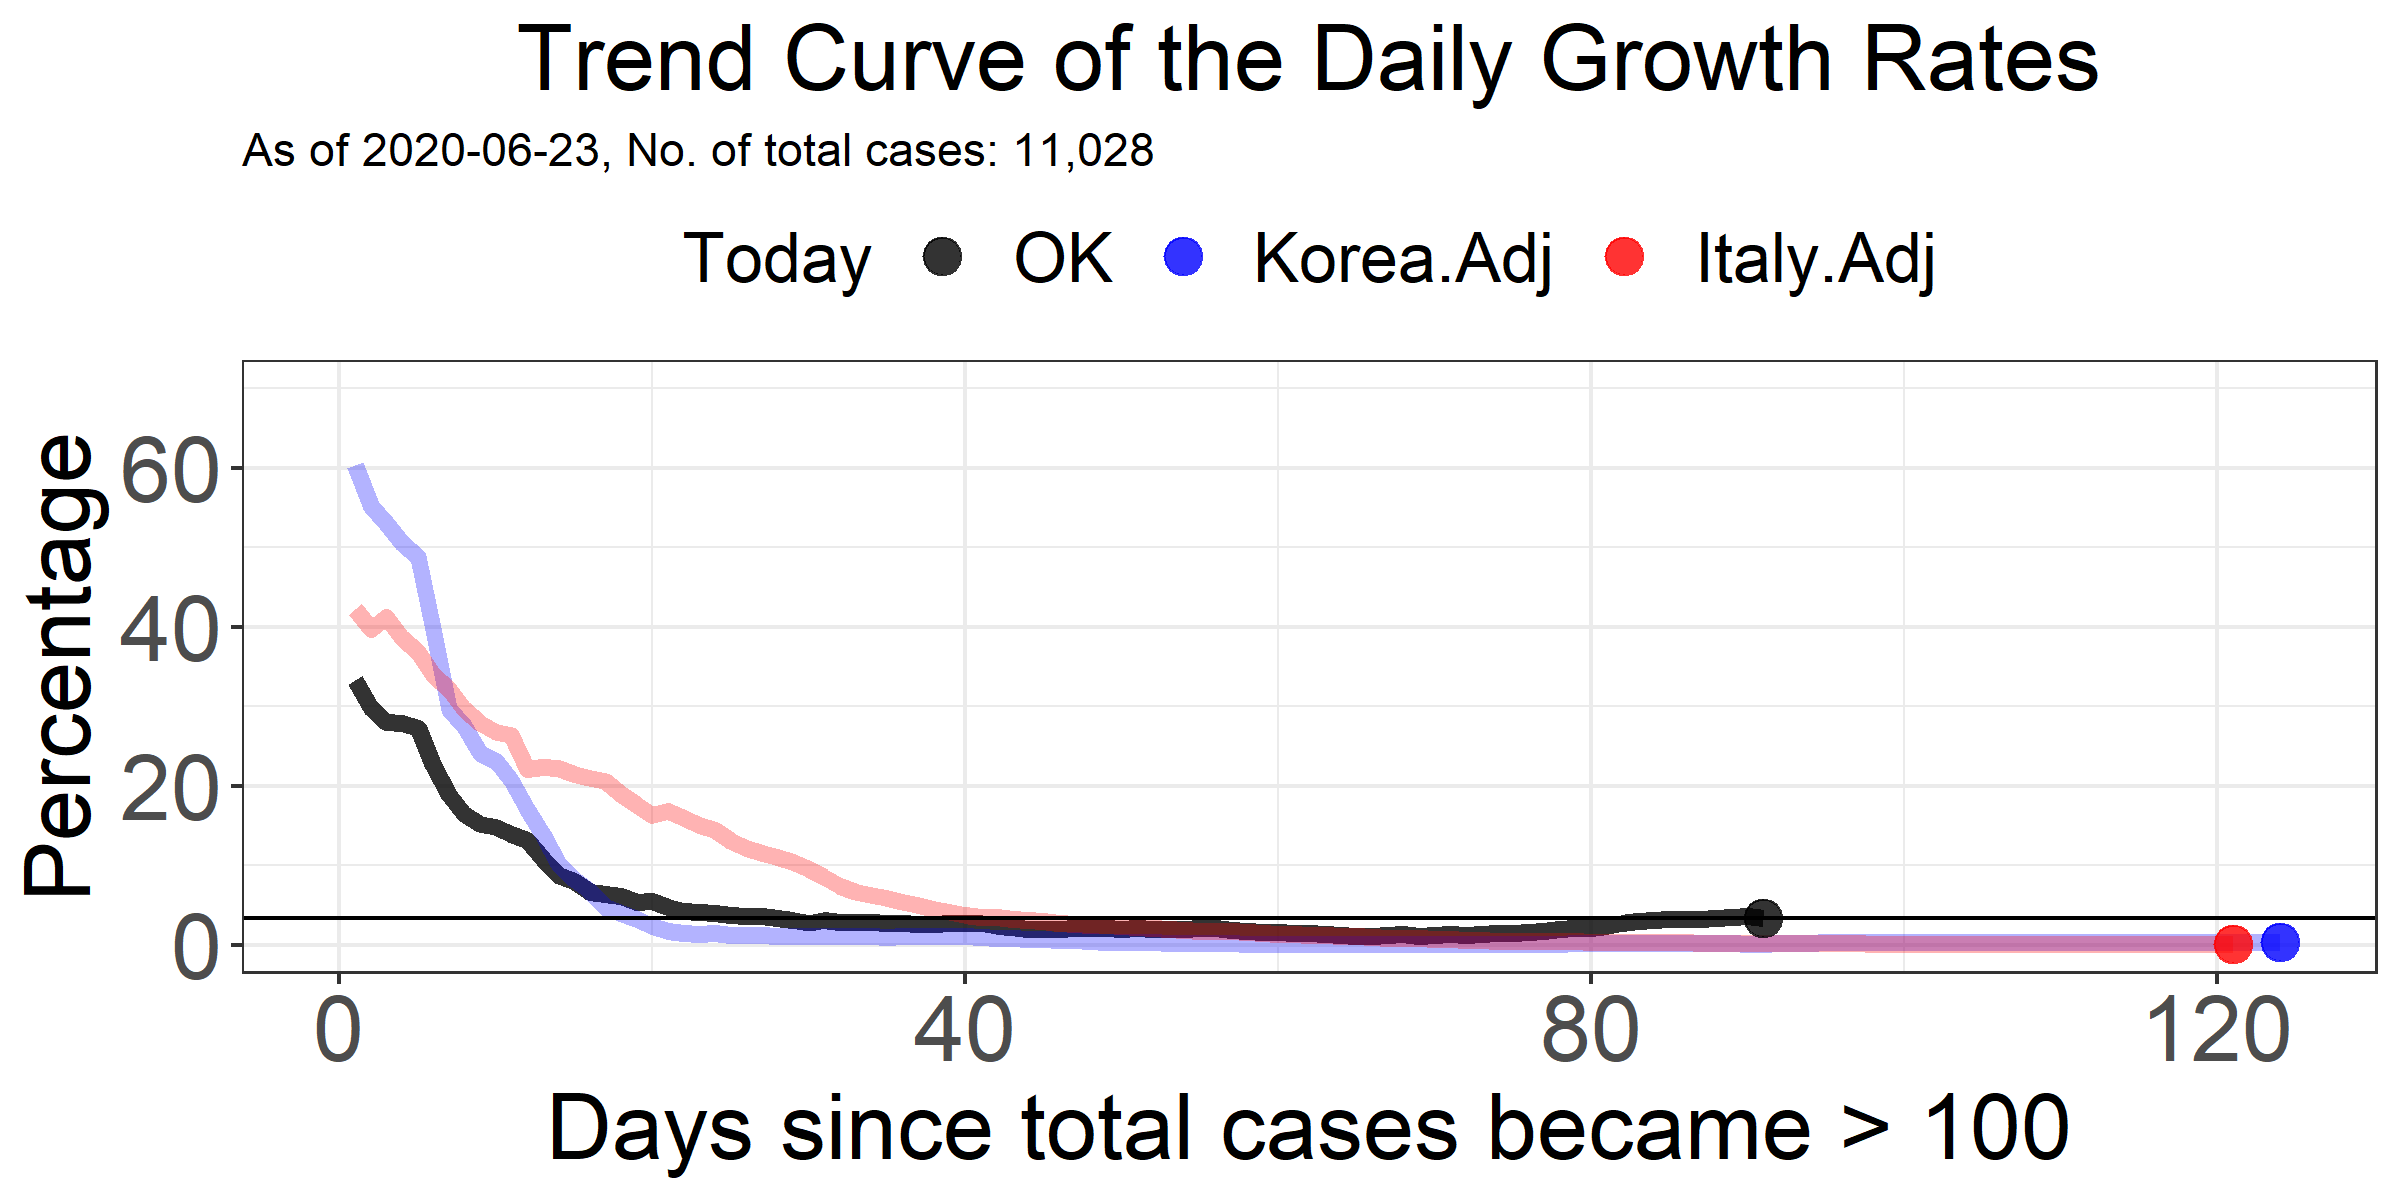 Trend Curve of the Daily Growth Rates
As of 2020-06-23, No. of total cases: 11,028
Today OK Korea.Adj Italy.Adj
Percentage
60
40
20
0
0 40 80 120
Days since total cases became > 100